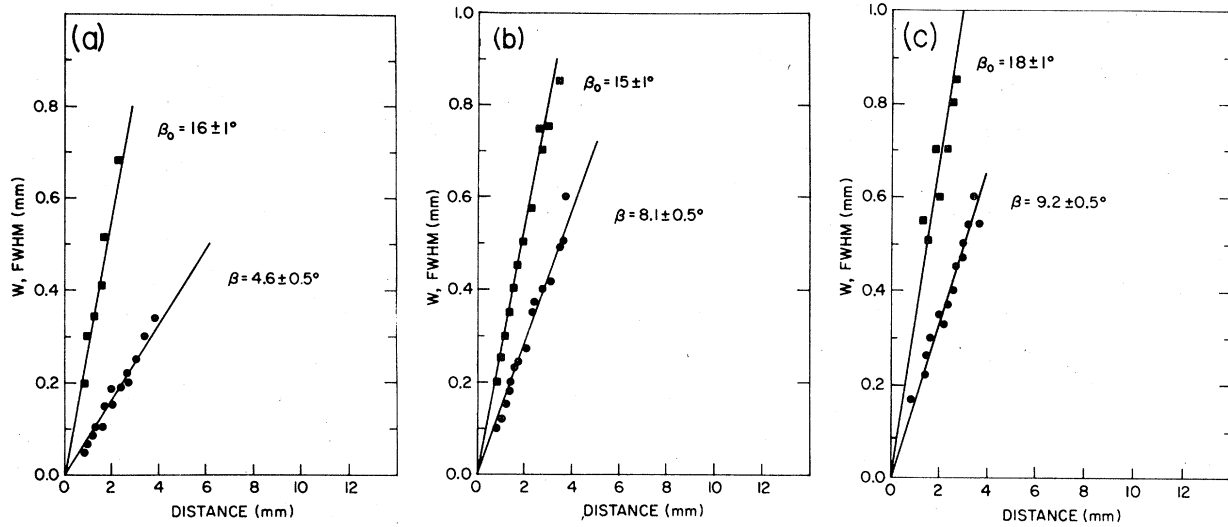 (a)
β₀ = 16 ± 1°
β = 4.6 ± 0.5°
W, FWHM (mm)
0.8
0.6
0.4
0.2
0.0
0 2 4 6 8 10 12
DISTANCE (mm)
(b)
β₀ = 15 ± 1°
β = 8.1 ± 0.5°
W, FWHM (mm)
1.0
0.8
0.6
0.4
0.2
0.0
0 2 4 6 8 10 12
DISTANCE (mm)
(c)
β₀ = 18 ± 1°
β = 9.2 ± 0.5°
W, FWHM (mm)
1.0
0.8
0.6
0.4
0.2
0.0
0 2 4 6 8 10 12
DISTANCE (mm)